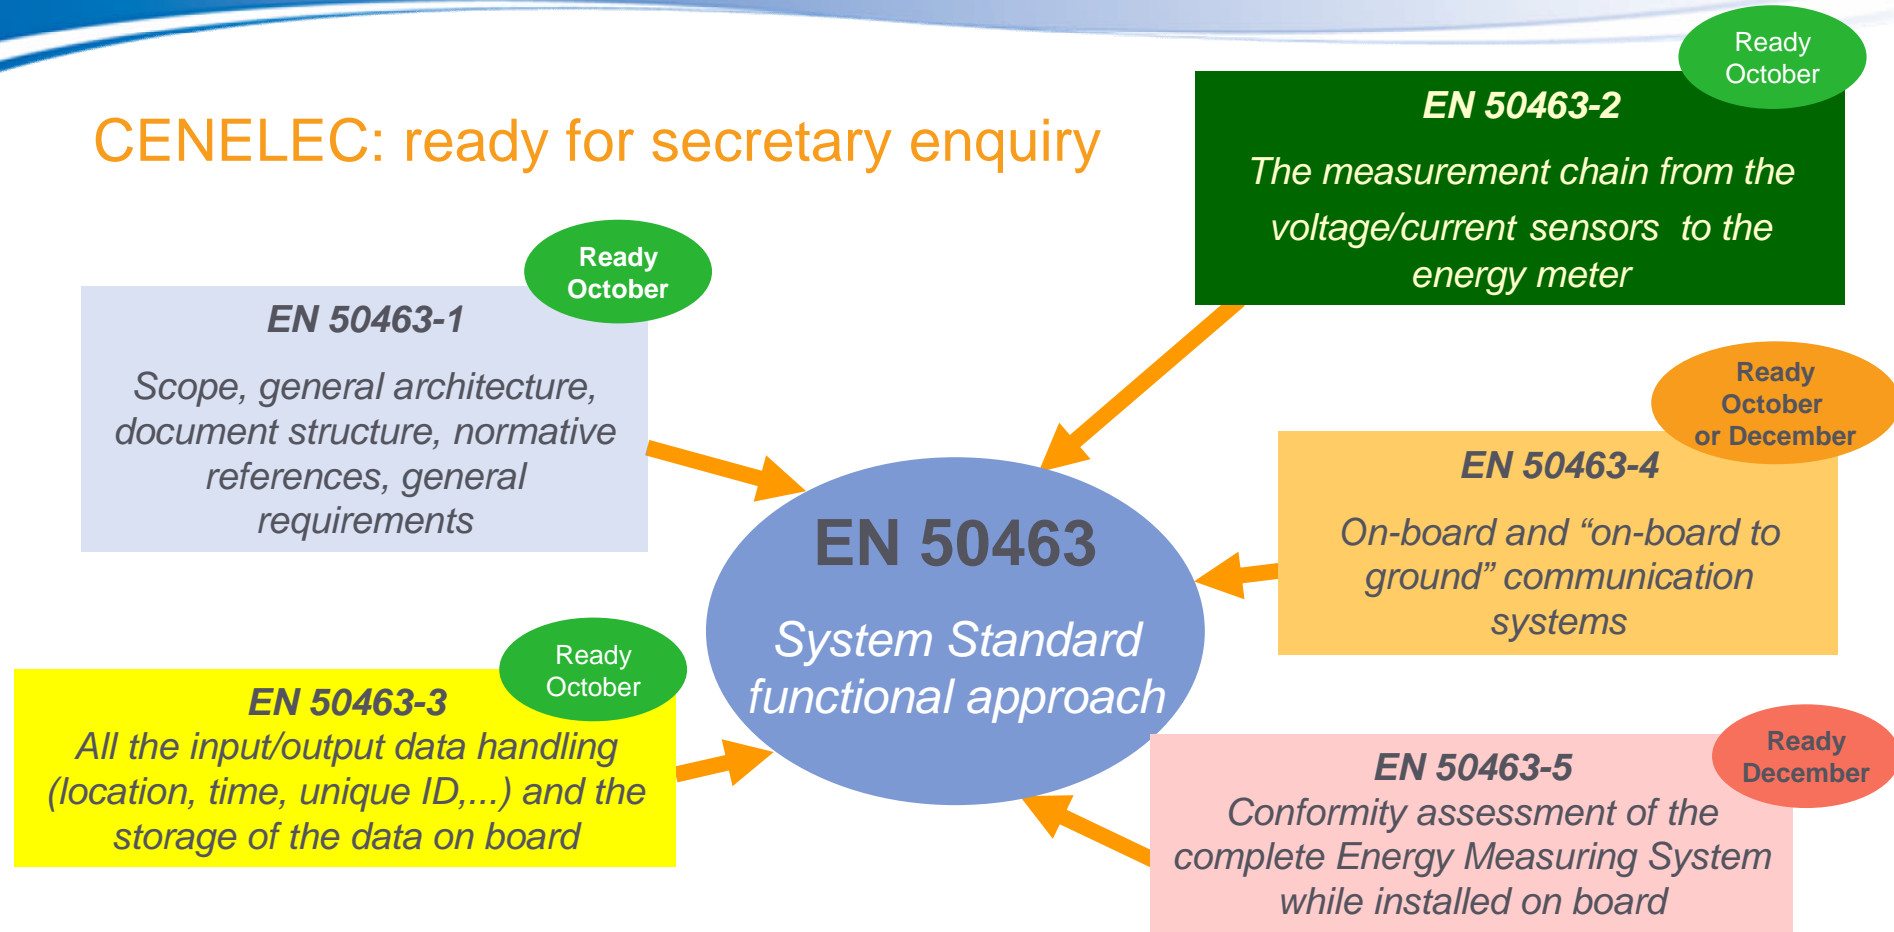 CENELEC: ready for secretary enquiry
Ready
October
EN 50463-2
The measurement chain from the
voltage/current sensors to the
energy meter
Ready
October
EN 50463-1
Scope, general architecture,
document structure, normative
references, general
requirements
Ready
October
or December
EN 50463-4
On-board and “on-board to
ground” communication
systems
EN 50463
System Standard
functional approach
Ready
October
EN 50463-3
All the input/output data handling
(location, time, unique ID,...) and the
storage of the data on board
Ready
December
EN 50463-5
Conformity assessment of the
complete Energy Measuring System
while installed on board